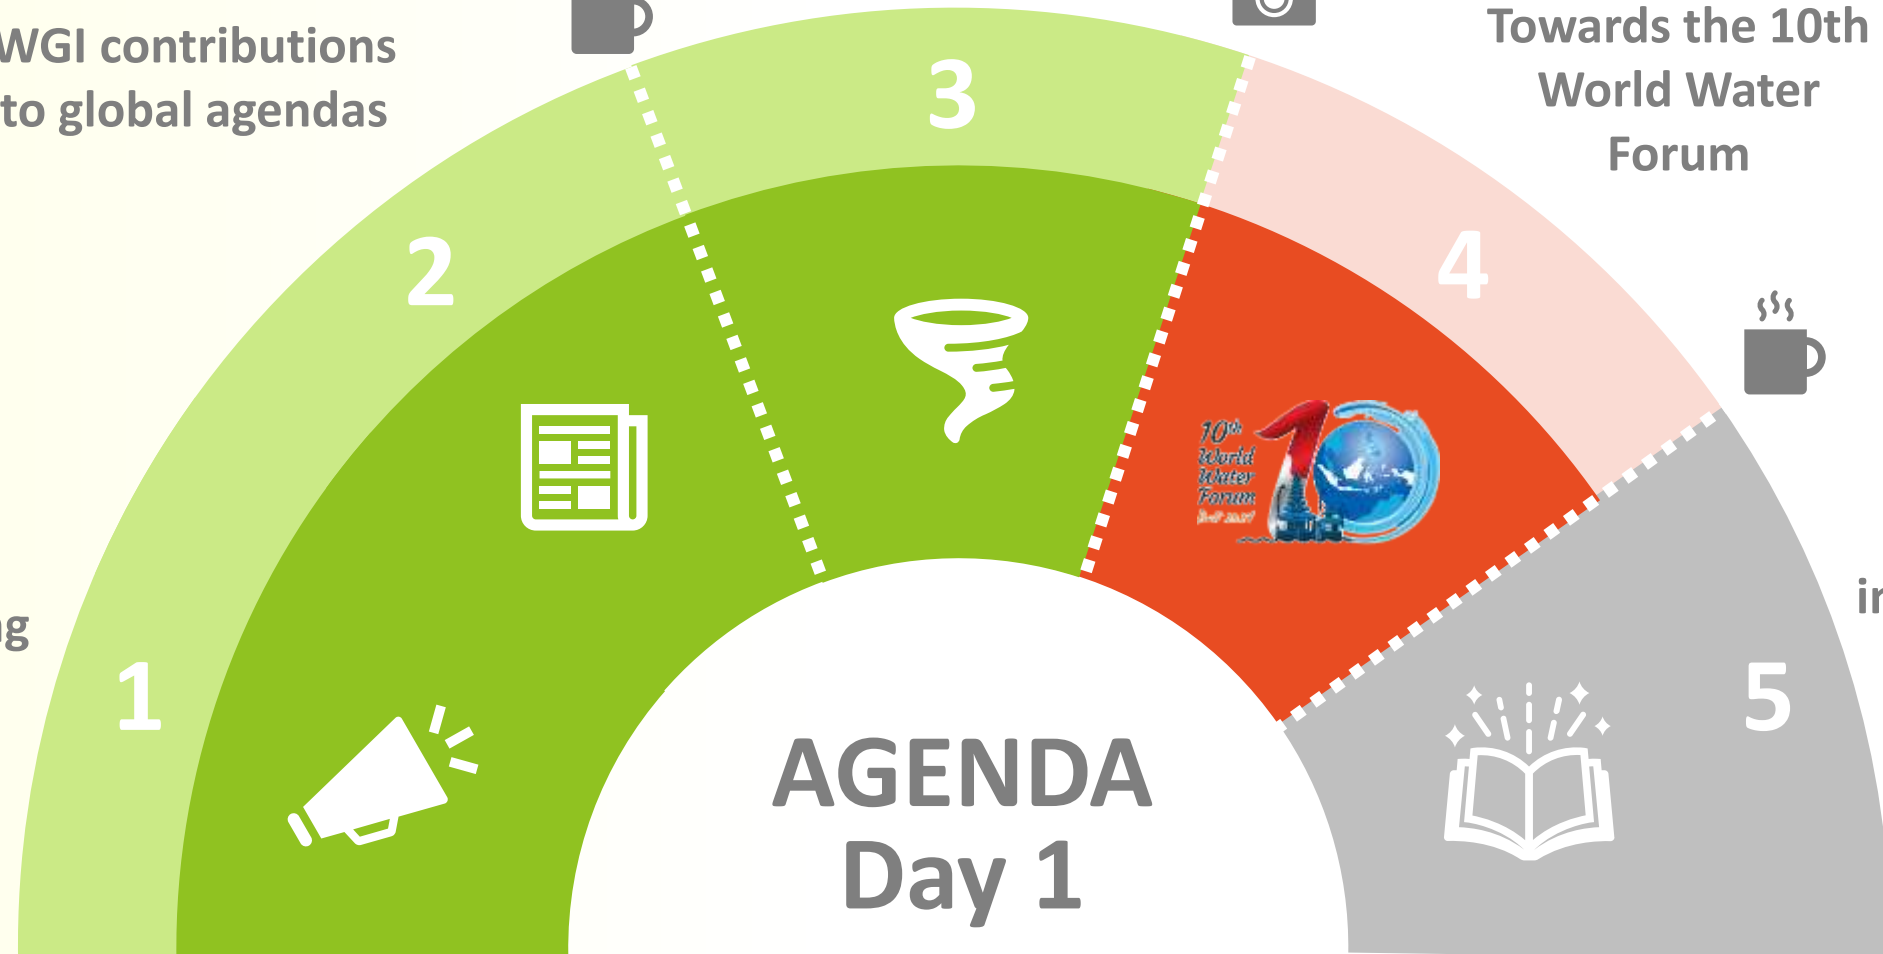 WGI contributions
to global agendas
Towards the 10th
World Water
Forum
3
2
4
10th
World
Water
Forum
10
1
5
AGENDA
Day 1